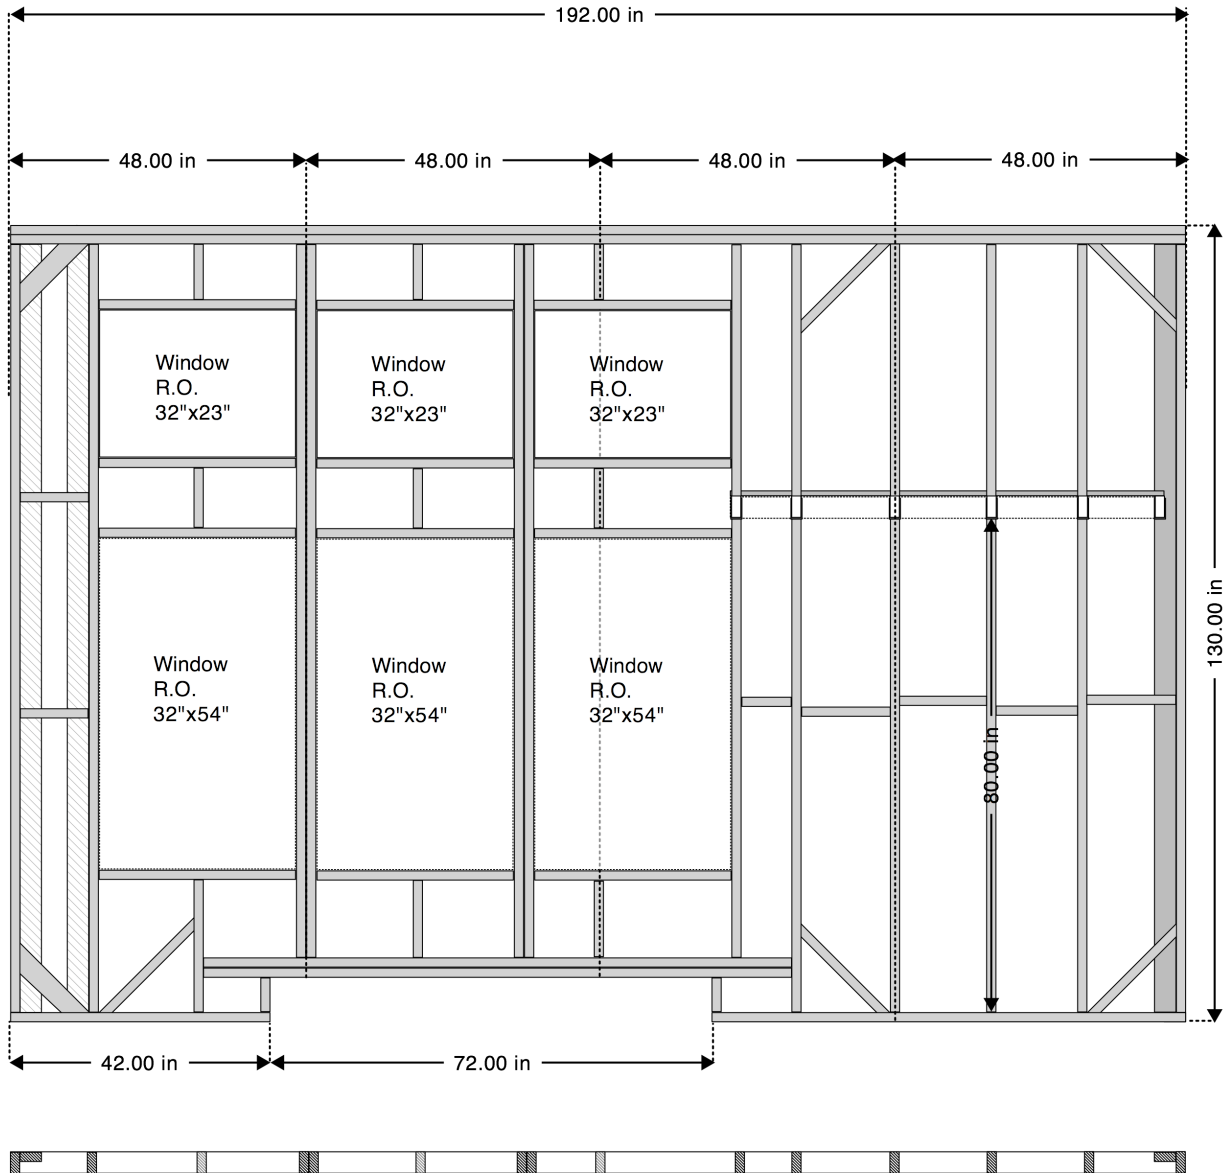 192.00 in
48.00 in
48.00 in
48.00 in
48.00 in
Window
R.O.
32"x23"
Window
R.O.
32"x23"
Window
R.O.
32"x23"
130.00 in
Window
R.O.
32"x54"
Window
R.O.
32"x54"
Window
R.O.
32"x54"
80.00 in
42.00 in
72.00 in